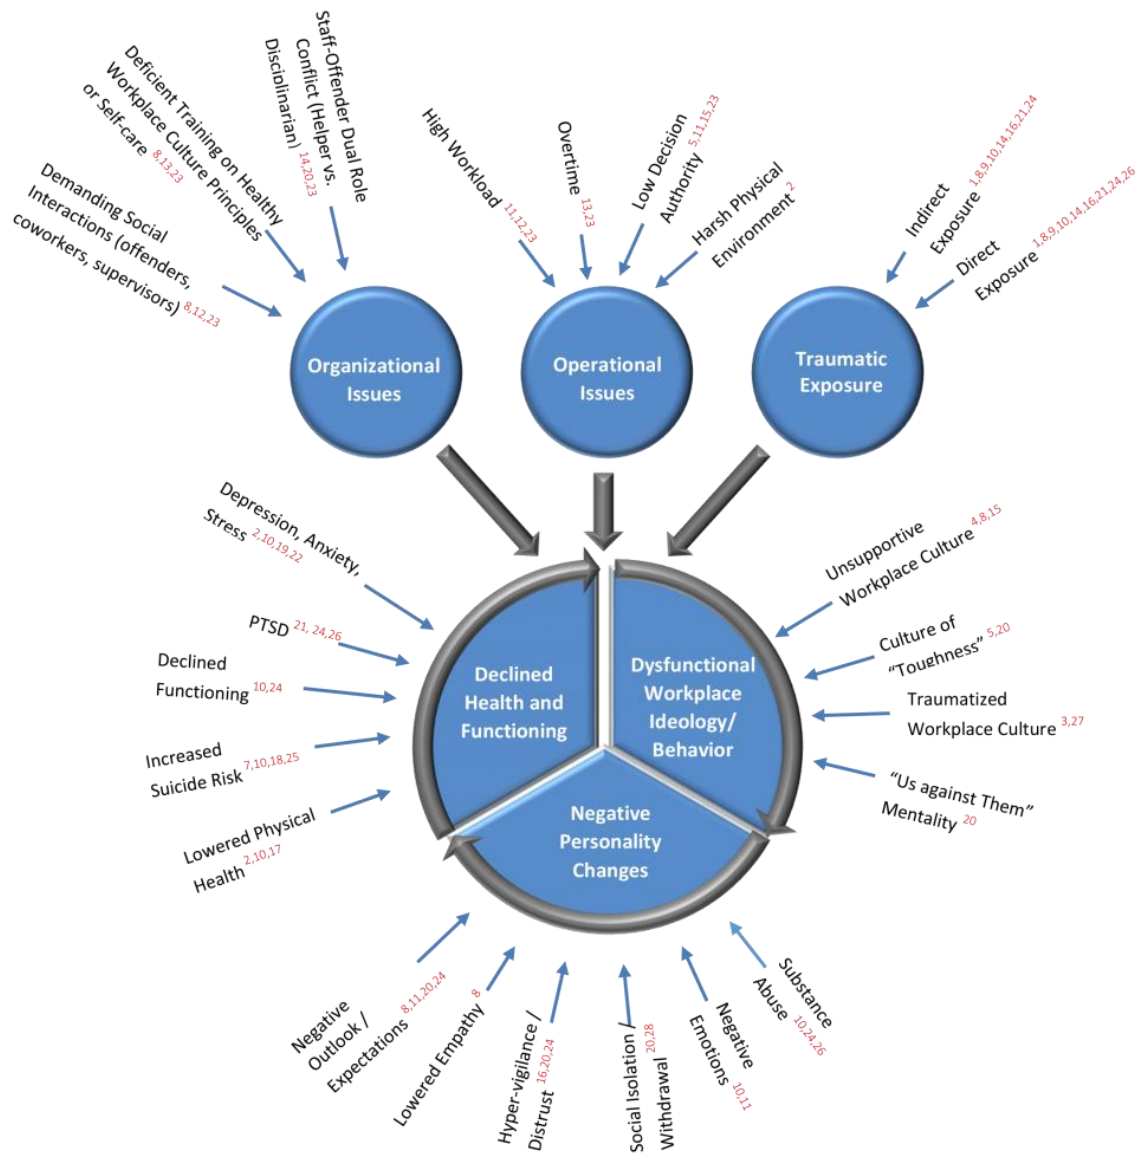 Demanding Social
Interactions (offenders,
coworkers, supervisors) 8,12,23
Deficient Training on Healthy
Workplace Culture Principles
or Self-care 8,13,23
Staff-Offender Dual Role
Conflict (Helper vs.
Disciplinarian) 14,20,23
High Workload 11,12,23
Overtime 13,23
Low Decision
Authority 5,11,15,23
Harsh Physical
Environment 2
Indirect
Exposure 1,8,9,10,14,16,21,24
Direct
Exposure 1,8,9,10,14,16,21,24,26
Organizational
Issues
Operational
Issues
Traumatic
Exposure
Depression, Anxiety,
Stress 2,10,19,22
PTSD 21, 24,26
Declined
Functioning 10,24
Increased
Suicide Risk 7,10,18,25
Lowered Physical
Health 2,10,17
Declined
Health and
Functioning
Dysfunctional
Workplace
Ideology/
Behavior
Negative
Personality
Changes
Unsupportive
Workplace Culture 4,8,15
Culture of
“Toughness” 5,20
Traumatized
Workplace Culture 3,27
“Us against Them”
Mentality 20
Negative
Outlook /
Expectations 8,11,20,24
Lowered Empathy 8
Hyper-vigilance /
Distrust 16,20,24
Social Isolation /
Withdrawal 20,28
Negative
Emotions 10,11
Substance
Abuse 10,24,26